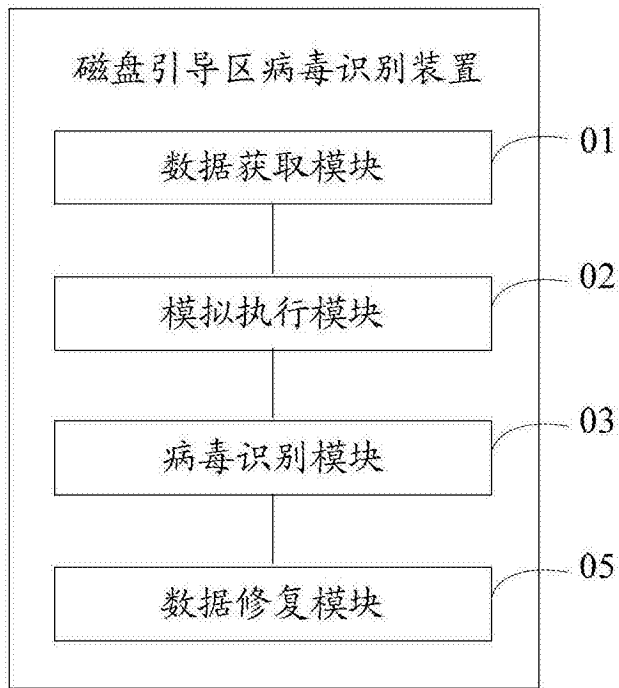 磁盘引导区病毒识别装置
数据获取模块
01
模拟执行模块
02
病毒识别模块
03
数据修复模块
05